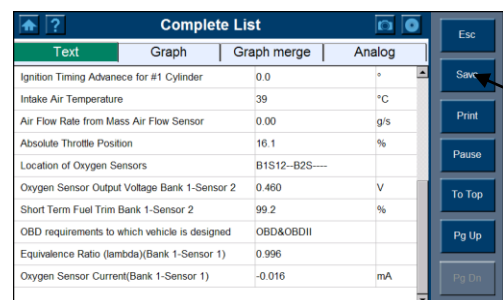 ? Complete List
Esc
Text Graph Graph merge Analog
Ignition Timing Advanece for #1 Cylinder 0.0 °
Save
Intake Air Temperature 39 °C
Air Flow Rate from Mass Air Flow Sensor 0.00 g/s
Print
Absolute Throttle Position 16.1 %
Location of Oxygen Sensors B1S12--B2S----
Pause
Oxygen Sensor Output Voltage Bank 1-Sensor 2 0.460 V
To Top
Short Term Fuel Trim Bank 1-Sensor 2 99.2 %
OBD requirements to which vehicle is designed OBD&OBDII
Pg Up
Equivalence Ratio (lambda)(Bank 1-Sensor 1) 0.996
Oxygen Sensor Current(Bank 1-Sensor 1) -0.016 mA
Pg Dn